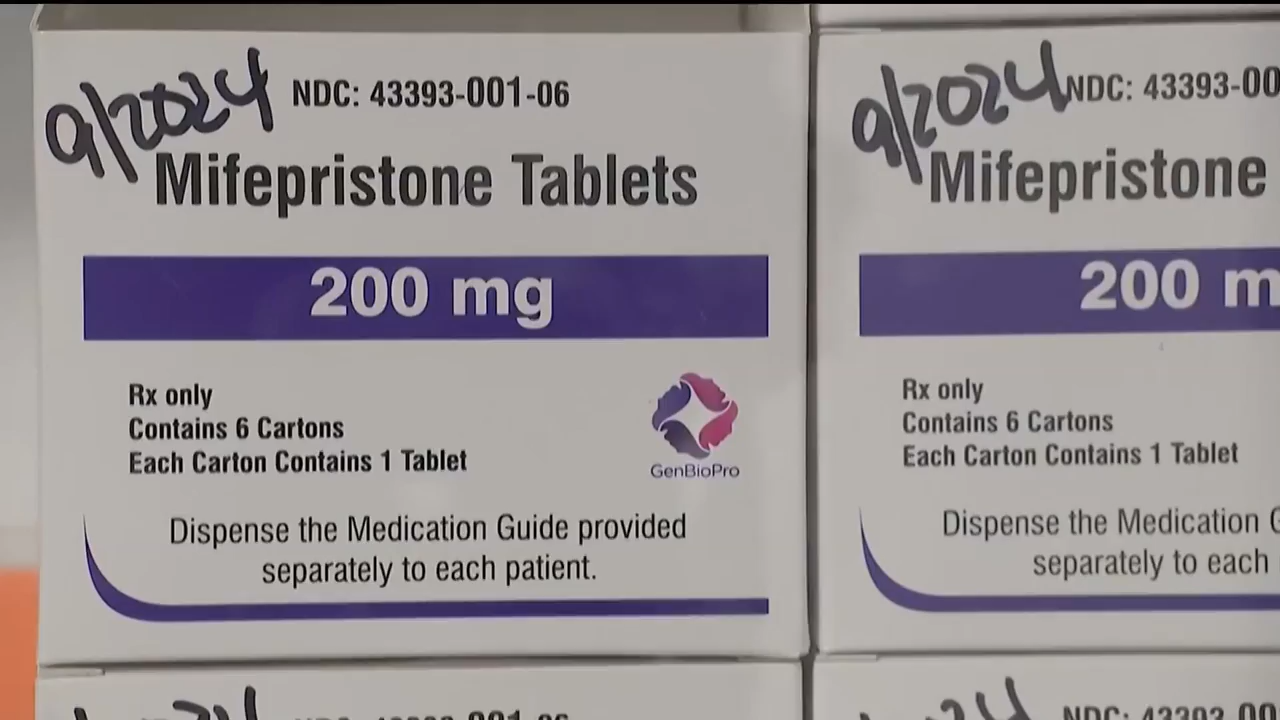 9/2024 NDC: 43393-001-06
Mifepristone Tablets
200 mg
Rx only
Contains 6 Cartons
Each Carton Contains 1 Tablet
GenBioPro
Dispense the Medication Guide provided
separately to each patient.
9/2024 NDC: 43393-00
Mifepristone
200 m
Rx only
Contains 6 Cartons
Each Carton Contains 1 Tablet
Dispense the Medication
separately to each